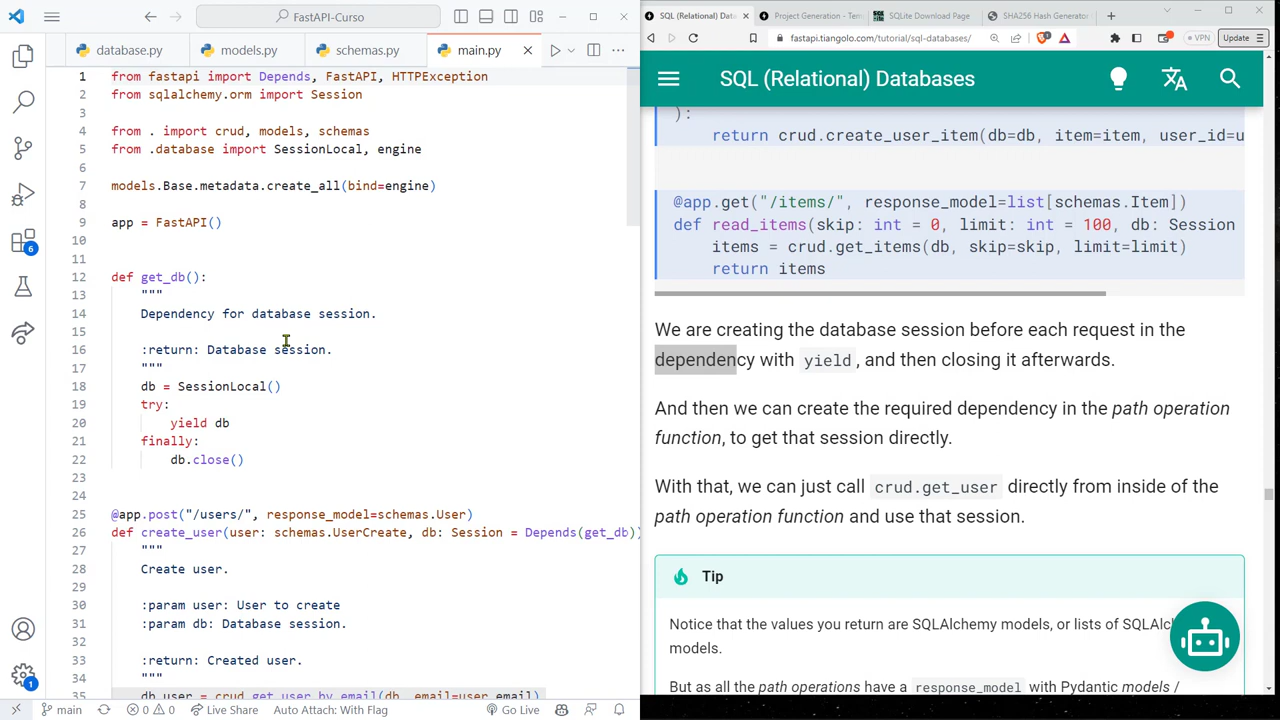 FastAPI-Curso
database.py
models.py
schemas.py
main.py
1 from fastapi import Depends, FastAPI, HTTPException
2 from sqlalchemy.orm import Session
3
4 from . import crud, models, schemas
5 from .database import SessionLocal, engine
6
7 models.Base.metadata.create_all(bind=engine)
8
9 app = FastAPI()
10
11
12 def get_db():
13 """
14 Dependency for database session.
15
16 :return: Database session.
17 """
18 db = SessionLocal()
19 try:
20 yield db
21 finally:
22 db.close()
23
24
25 @app.post("/users/", response_model=schemas.User)
26 def create_user(user: schemas.UserCreate, db: Session = Depends(get_db))
27 """
28 Create user.
29
30 :param user: User to create
31 :param db: Database session.
32
33 :return: Created user.
34 """
35 db_user = crud.get_user_by_email(db, email=user.email)
6
1
main
0 0
Live Share
Auto Attach: With Flag
Go Live
SQL (Relational) Data
Project Generation - Tem
SQLite Download Page
SHA256 Hash Generator
fastapi.tiangolo.com/tutorial/sql-databases/
VPN
Update
SQL (Relational) Databases
):
return crud.create_user_item(db=db, item=item, user_id=u
@app.get("/items/", response_model=list[schemas.Item])
def read_items(skip: int = 0, limit: int = 100, db: Session
items = crud.get_items(db, skip=skip, limit=limit)
return items
We are creating the database session before each request in the
dependency with yield, and then closing it afterwards.
And then we can create the required dependency in the path operation
function, to get that session directly.
With that, we can just call crud.get_user directly from inside of the
path operation function and use that session.
Tip
Notice that the values you return are SQLAlchemy models, or lists of SQLAlc
models.
But as all the path operations have a response_model with Pydantic models /